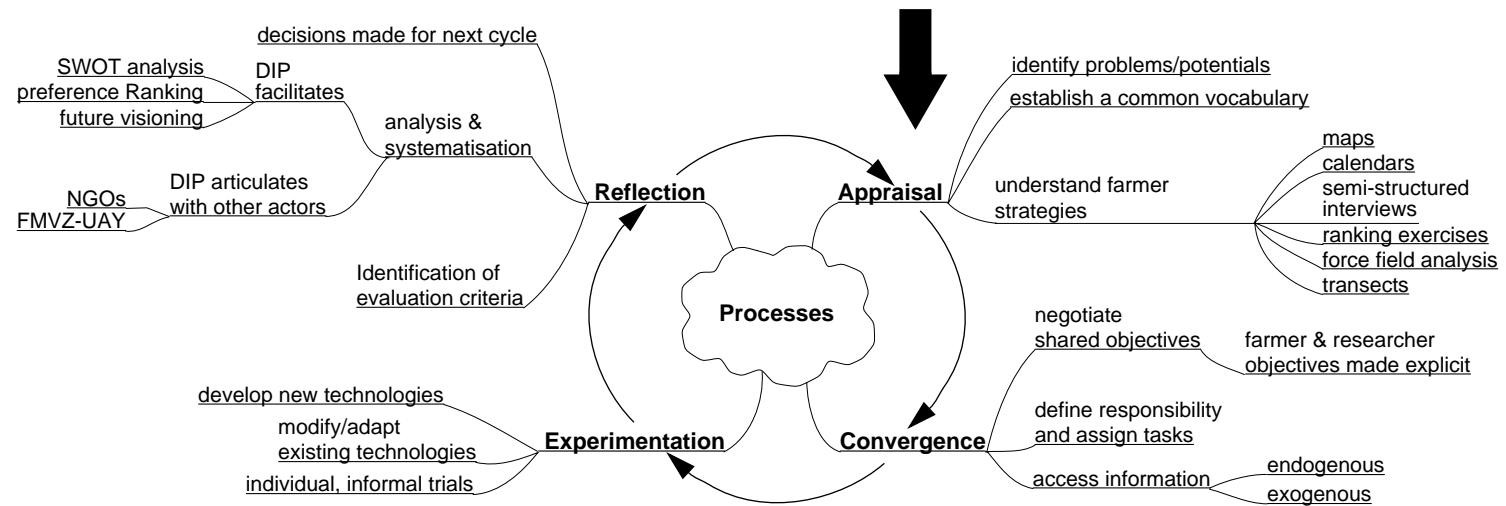 decisions made for next cycle
SWOT analysis
preference Ranking
future visioning
DIP
facilitates
analysis &
systematisation
NGOs
FMVZ-UAY
DIP articulates
with other actors
Reflection
Identification of
evaluation criteria
Appraisal
identify problems/potentials
establish a common vocabulary
understand farmer
strategies
maps
calendars
semi-structured
interviews
ranking exercises
force field analysis
transects
Processes
Experimentation
develop new technologies
modify/adapt
existing technologies
individual, informal trials
Convergence
negotiate
shared objectives
farmer & researcher
objectives made explicit
define responsibility
and assign tasks
access information
endogenous
exogenous